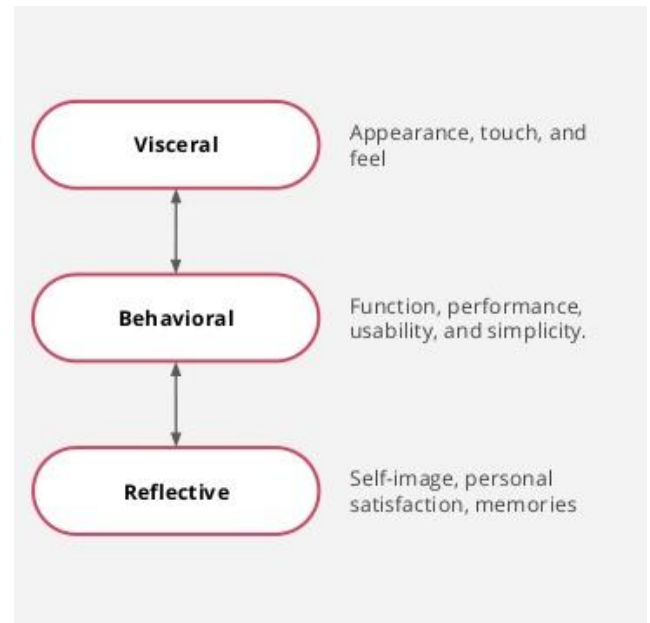 Visceral
Appearance, touch, and
feel
Behavioral
Function, performance,
usability, and simplicity.
Reflective
Self-image, personal
satisfaction, memories